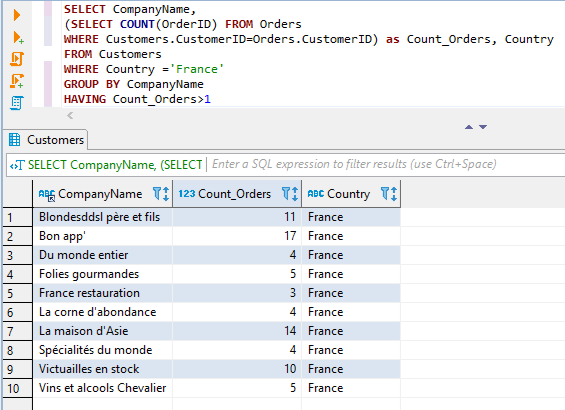 SELECT CompanyName,
(SELECT COUNT(OrderID) FROM Orders
WHERE Customers.CustomerID=Orders.CustomerID) as Count_Orders, Country
FROM Customers
WHERE Country ='France'
GROUP BY CompanyName
HAVING Count_Orders>1
Customers
SELECT CompanyName, (SELECT Enter a SQL expression to filter results (use Ctrl+Space)
ABC CompanyName 123 Count_Orders ABC Country
1 Blondesddsl père et fils 11 France
2 Bon app' 17 France
3 Du monde entier 4 France
4 Folies gourmandes 5 France
5 France restauration 3 France
6 La corne d'abondance 4 France
7 La maison d'Asie 14 France
8 Spécialités du monde 4 France
9 Victuailles en stock 10 France
10 Vins et alcools Chevalier 5 France